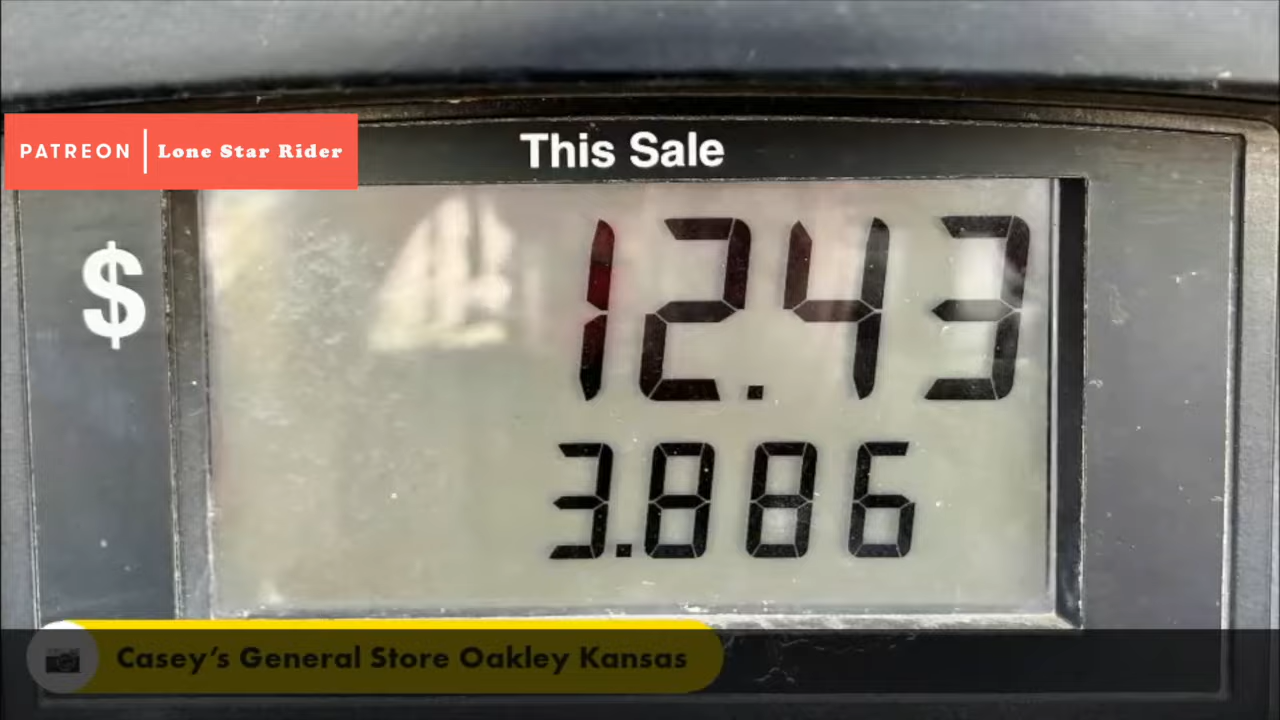 PATREON | Lone Star Rider
This Sale
$ 12.43
3.886
Casey's General Store Oakley Kansas